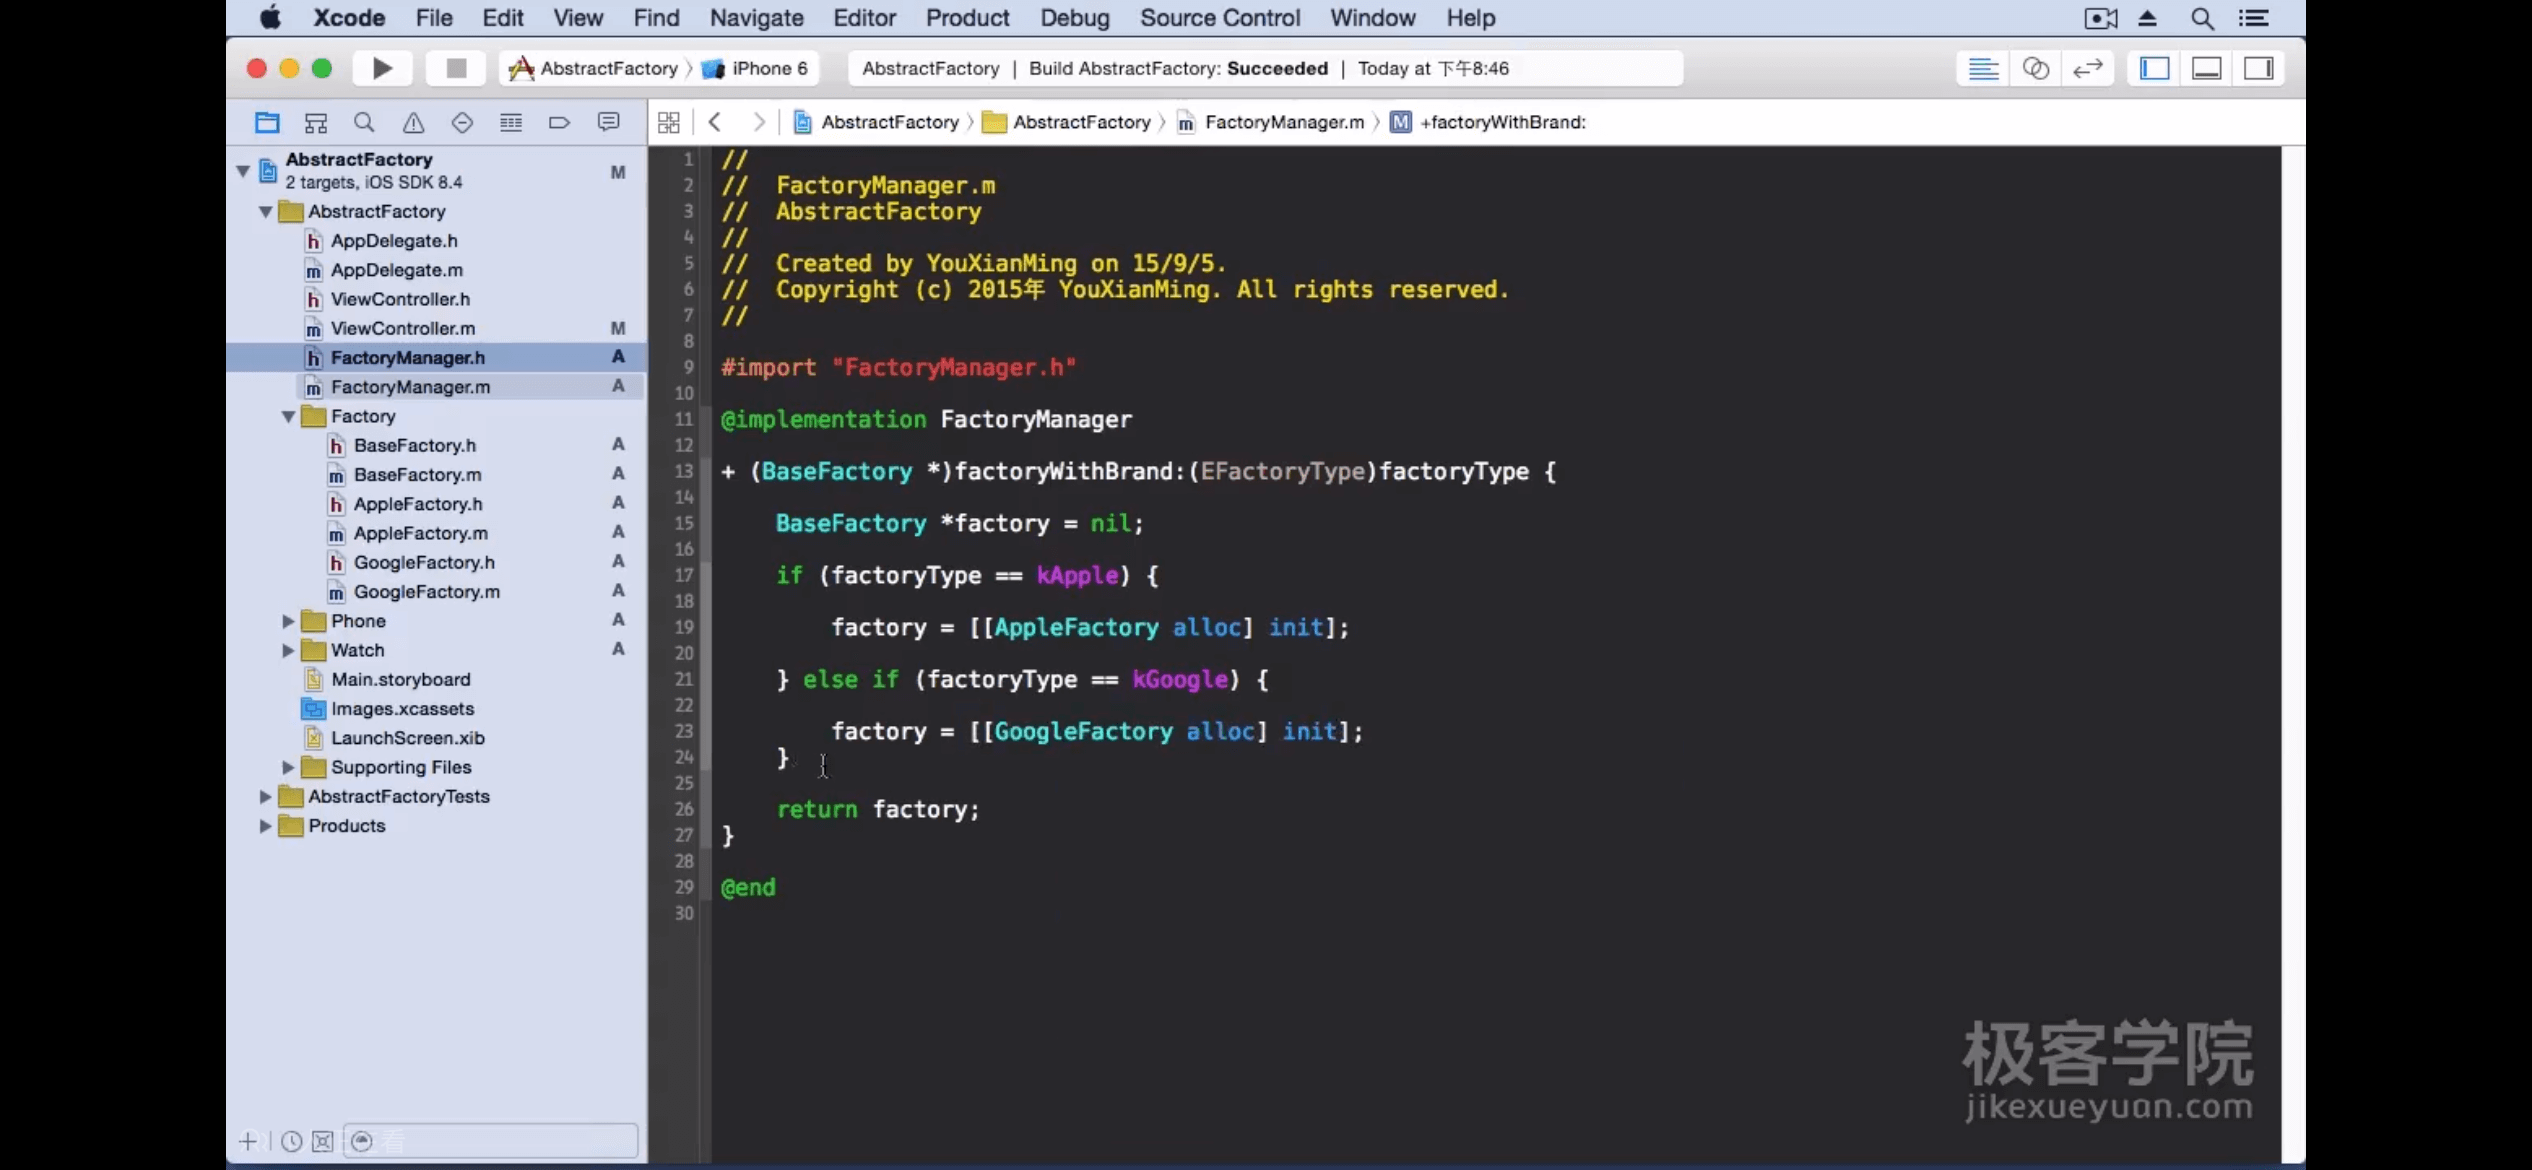 Xcode File Edit View Find Navigate Editor Product Debug Source Control Window Help
AbstractFactory iPhone 6 AbstractFactory | Build AbstractFactory: Succeeded | Today at 下午8:46
AbstractFactory AbstractFactory FactoryManager.m M +factoryWithBrand:
AbstractFactory
2 targets, iOS SDK 8.4 M
AbstractFactory
h AppDelegate.h
m AppDelegate.m
h ViewController.h
m ViewController.m M
h FactoryManager.h A
m FactoryManager.m A
Factory
h BaseFactory.h A
m BaseFactory.m A
h AppleFactory.h A
m AppleFactory.m A
h GoogleFactory.h A
m GoogleFactory.m A
Phone A
Watch A
Main.storyboard
Images.xcassets
LaunchScreen.xib
Supporting Files
AbstractFactoryTests
Products
1 //
2 // FactoryManager.m
3 // AbstractFactory
4 //
5 // Created by YouXianMing on 15/9/5.
6 // Copyright (c) 2015年 YouXianMing. All rights reserved.
7 //
8
9 #import "FactoryManager.h"
10
11 @implementation FactoryManager
12
13 + (BaseFactory *)factoryWithBrand:(EFactoryType)factoryType {
14
15 BaseFactory *factory = nil;
16
17 if (factoryType == kApple) {
18
19 factory = [[AppleFactory alloc] init];
20
21 } else if (factoryType == kGoogle) {
22
23 factory = [[GoogleFactory alloc] init];
24 }
25
26 return factory;
27 }
28
29 @end
30
极客学院
jikexueyuan.com